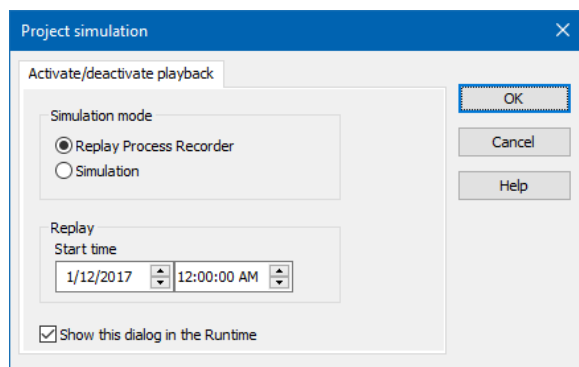 Project simulation
Activate/deactivate playback
OK
Simulation mode
Replay Process Recorder
Cancel
Simulation
Help
Replay
Start time
1/12/2017 12:00:00 AM
Show this dialog in the Runtime